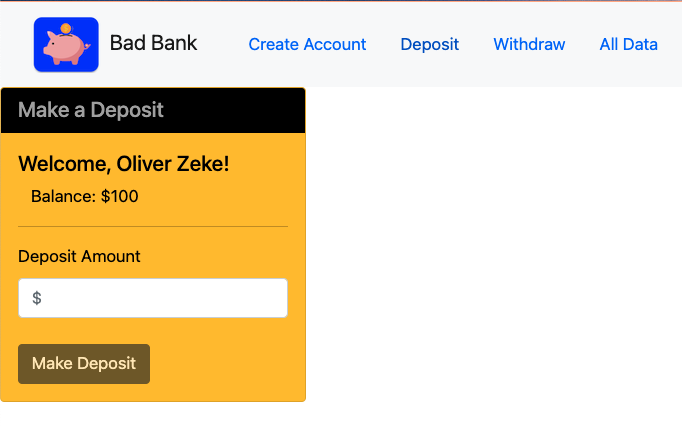 Bad Bank Create Account Deposit Withdraw All Data
Make a Deposit
Welcome, Oliver Zeke!
Balance: $100
Deposit Amount
$
Make Deposit